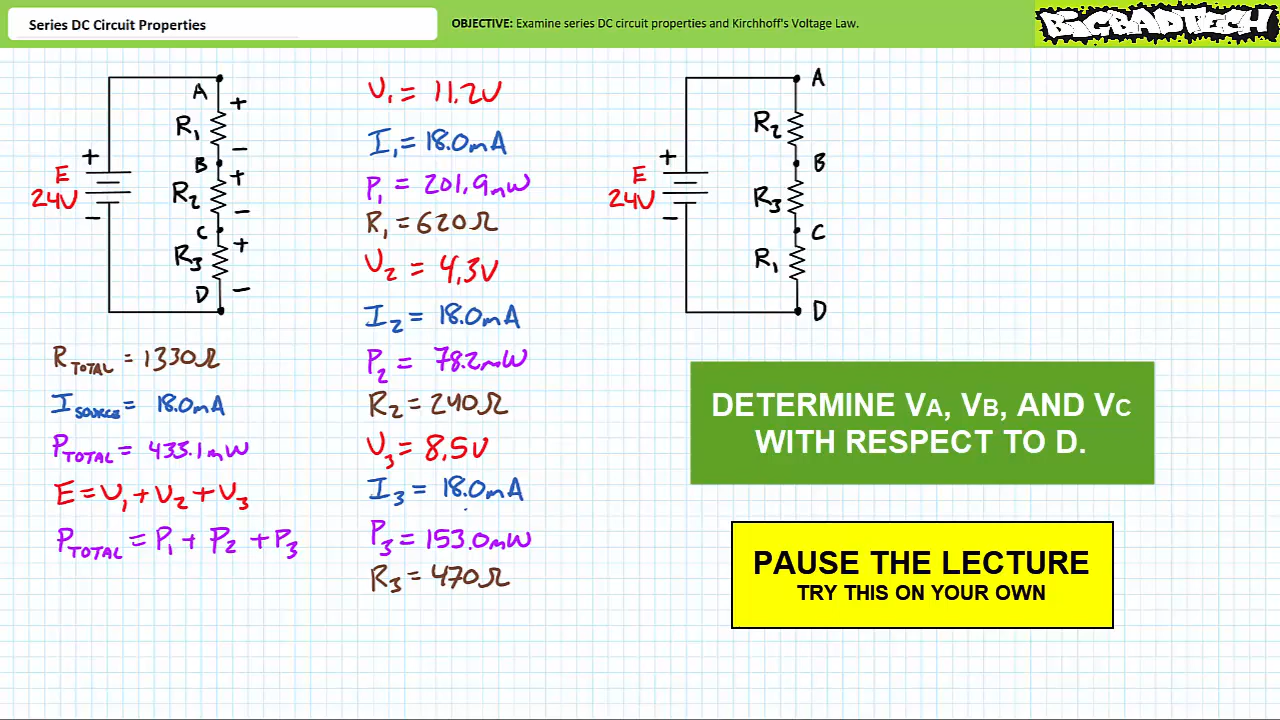 Series DC Circuit Properties
OBJECTIVE: Examine series DC circuit properties and Kirchhoff's Voltage Law.
BIGBADTECH
A
+
R1
−
B
+
E
24V
+
−
R2
−
C
+
R3
D
−
RTOTAL = 1330Ω
ISOURCE = 18.0mA
PTOTAL = 433.1mW
E = V1 + V2 + V3
PTOTAL = P1 + P2 + P3
V1 = 11.2V
I1 = 18.0mA
P1 = 201.9mW
R1 = 620Ω
V2 = 4.3V
I2 = 18.0mA
P2 = 78.2mW
R2 = 240Ω
V3 = 8.5V
I3 = 18.0mA
P3 = 153.0mW
R3 = 470Ω
A
R2
B
+
E
24V
−
R3
C
R1
D
DETERMINE VA, VB, AND VC
WITH RESPECT TO D.
PAUSE THE LECTURE
TRY THIS ON YOUR OWN